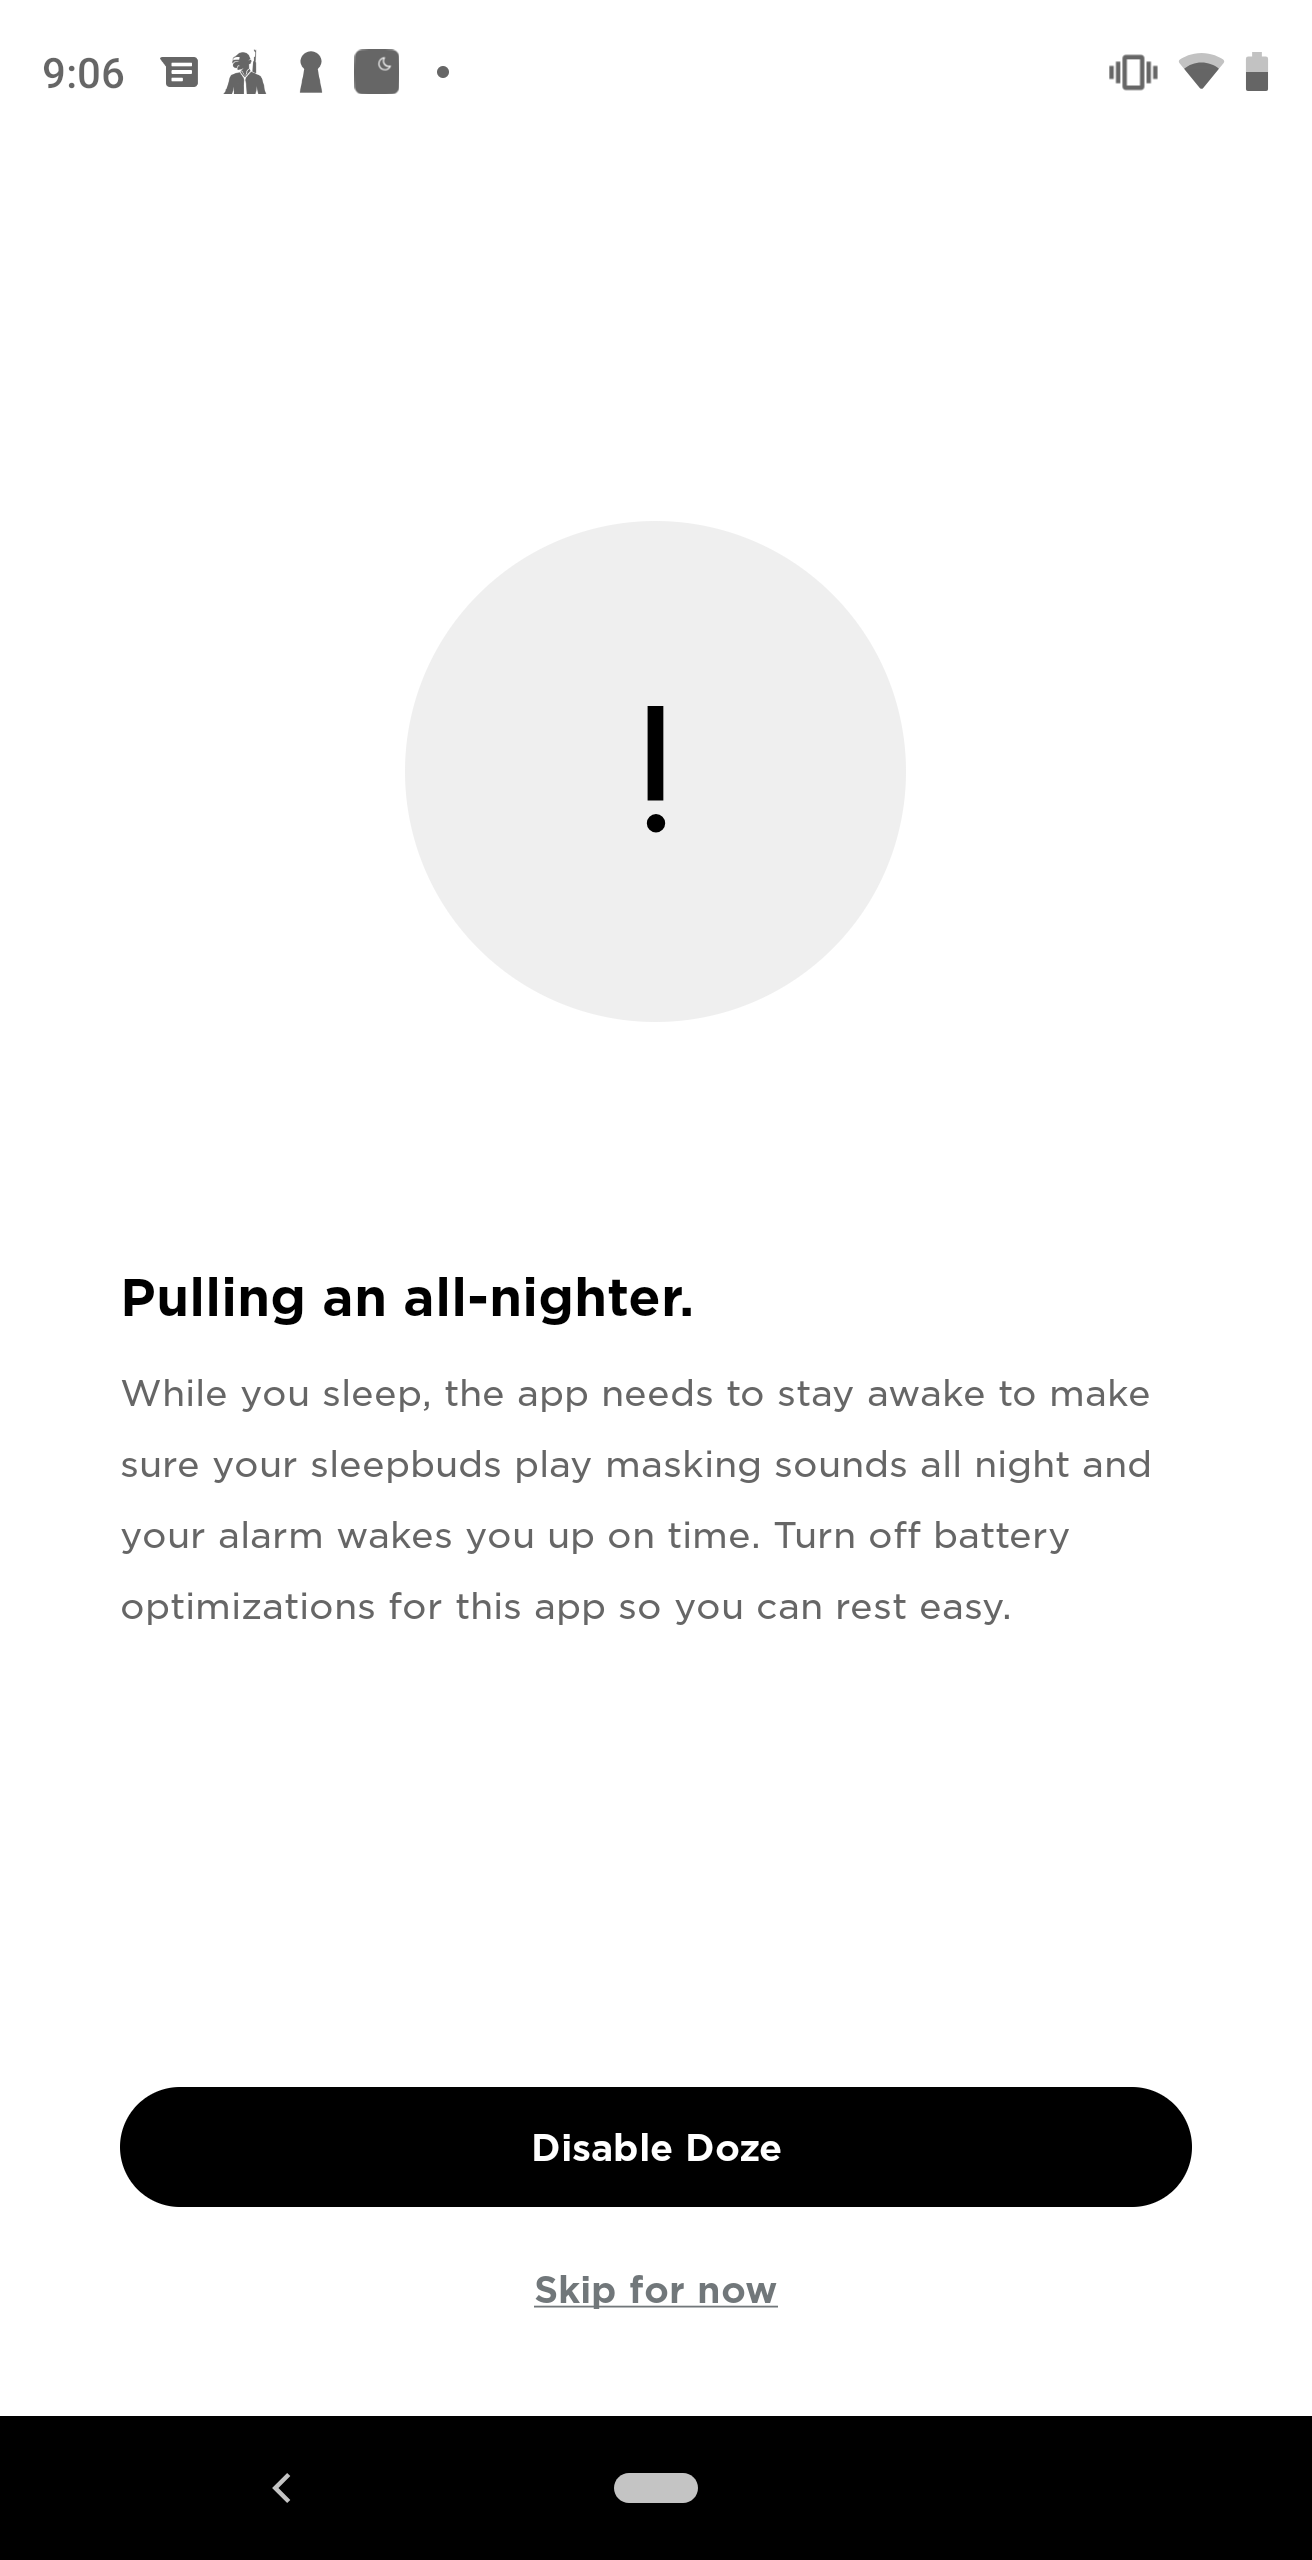 9:06
Pulling an all-nighter.
While you sleep, the app needs to stay awake to make
sure your sleepbuds play masking sounds all night and
your alarm wakes you up on time. Turn off battery
optimizations for this app so you can rest easy.
Disable Doze
Skip for now